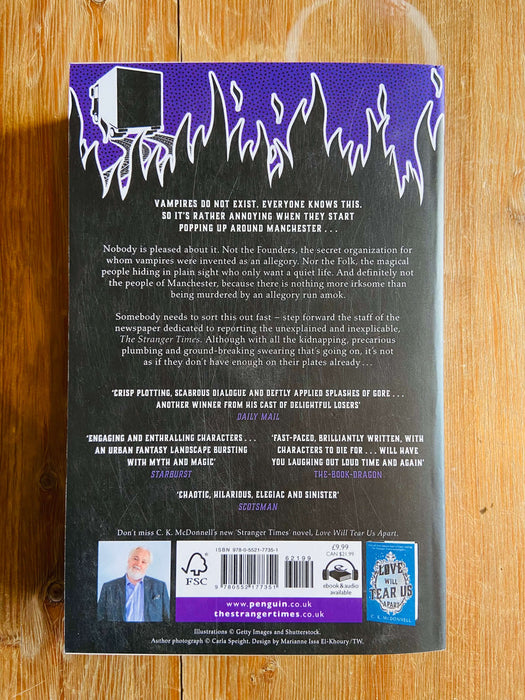 VAMPIRES DO NOT EXIST. EVERYONE KNOWS THIS.
SO IT'S RATHER ANNOYING WHEN THEY START
POPPING UP AROUND MANCHESTER . . .
Nobody is pleased about it. Not the Founders, the secret organization for
whom vampires were invented as an allegory. Nor the Folk, the magical
people hiding in plain sight who only want a quiet life. And definitely not
the people of Manchester, because there is nothing more irksome than
being murdered by an allegory run amok.
Somebody needs to sort this out fast – step forward the staff of the
newspaper dedicated to reporting the unexplained and inexplicable,
The Stranger Times. Although with all the kidnapping, precarious
plumbing and ground-breaking swearing that's going on, it's not
as if they don't have enough on their plates already . . .
'CRISP PLOTTING, SCABROUS DIALOGUE AND DEFTLY APPLIED SPLASHES OF GORE . . .
ANOTHER WINNER FROM HIS CAST OF DELIGHTFUL LOSERS'
DAILY MAIL
'ENGAGING AND ENTHRALLING CHARACTERS . . .
AN URBAN FANTASY LANDSCAPE BURSTING
WITH MYTH AND MAGIC'
STARBURST
'FAST-PACED, BRILLIANTLY WRITTEN, WITH
CHARACTERS TO DIE FOR . . . WILL HAVE
YOU LAUGHING OUT LOUD TIME AND AGAIN'
THE-BOOK-DRAGON
'CHAOTIC, HILARIOUS, ELEGIAC AND SINISTER'
SCOTSMAN
Don't miss C. K. McDonnell's new 'Stranger Times' novel, Love Will Tear Us Apart.
FSC
ISBN 978-0-5521-7735-1
62199
9 780552 177351
£9.99
CAN $21.99
ebook & audio
available
LOVE
WILL
TEAR US
APART
C. K. MCDONNELL
www.penguin.co.uk
thestrangertimes.co.uk
Illustrations © Getty Images and Shutterstock.
Author photograph © Carla Speight. Design by Marianne Issa El-Khoury/TW.